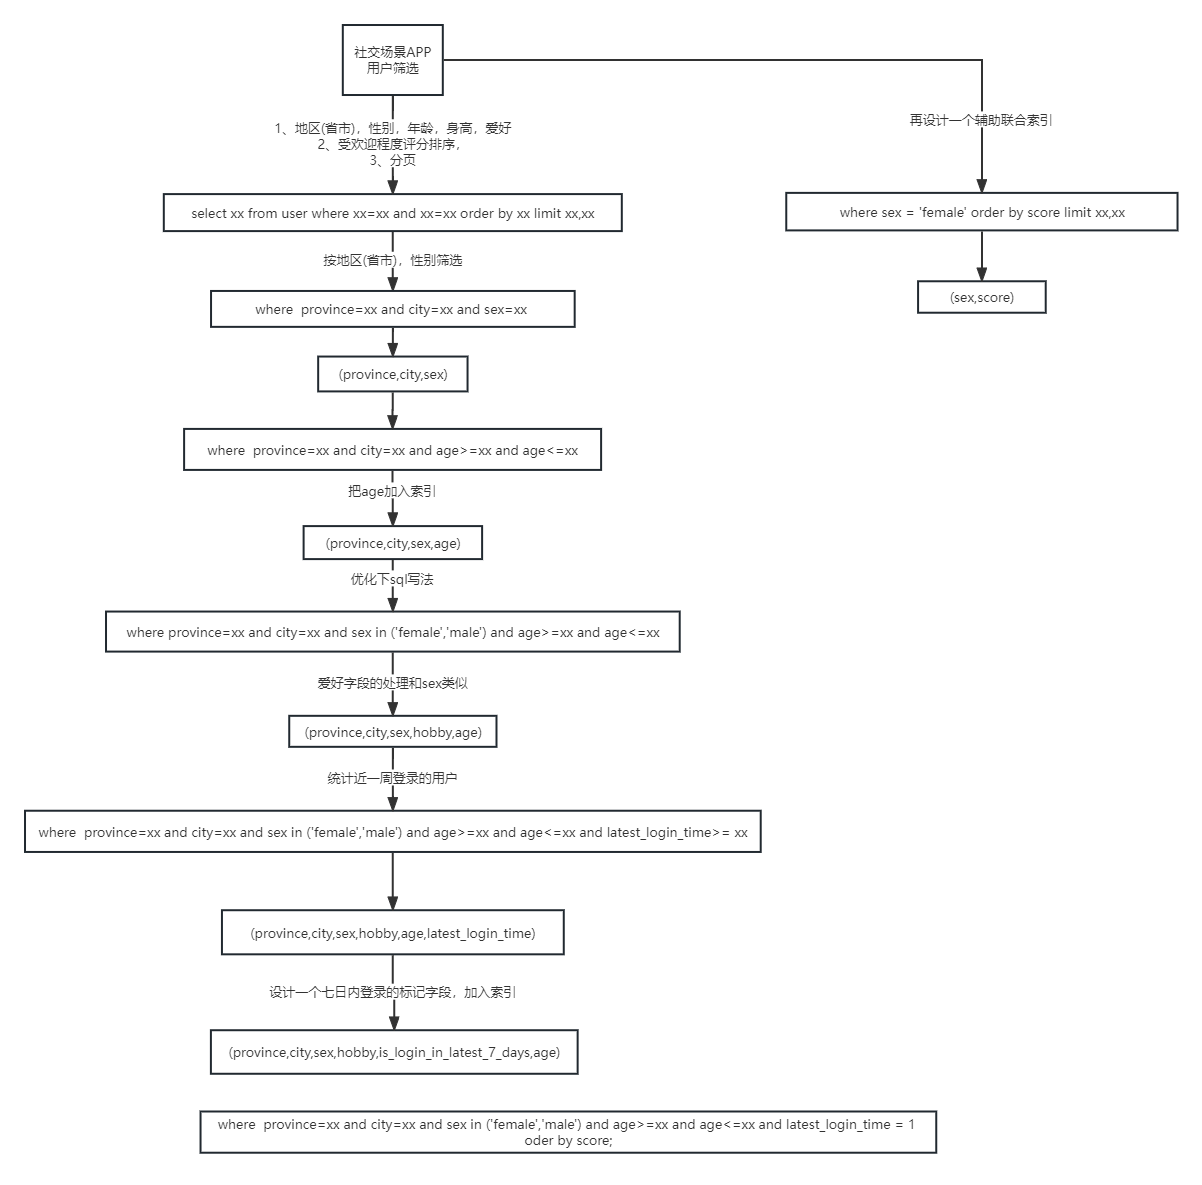 社交场景APP
用户筛选
1、地区(省市)，性别，年龄，身高，爱好
2、受欢迎程度评分排序，
3、分页
select xx from user where xx=xx and xx=xx order by xx limit xx,xx
按地区(省市)，性别筛选
where  province=xx and city=xx and sex=xx
(province,city,sex)
where  province=xx and city=xx and age>=xx and age<=xx
把age加入索引
(province,city,sex,age)
优化下sql写法
where province=xx and city=xx and sex in ('female','male') and age>=xx and age<=xx
爱好字段的处理和sex类似
(province,city,sex,hobby,age)
统计近一周登录的用户
where  province=xx and city=xx and sex in ('female','male') and age>=xx and age<=xx and latest_login_time>= xx
(province,city,sex,hobby,age,latest_login_time)
设计一个七日内登录的标记字段，加入索引
(province,city,sex,hobby,is_login_in_latest_7_days,age)
where  province=xx and city=xx and sex in ('female','male') and age>=xx and age<=xx and latest_login_time = 1
oder by score;
再设计一个辅助联合索引
where sex = 'female' order by score limit xx,xx
(sex,score)